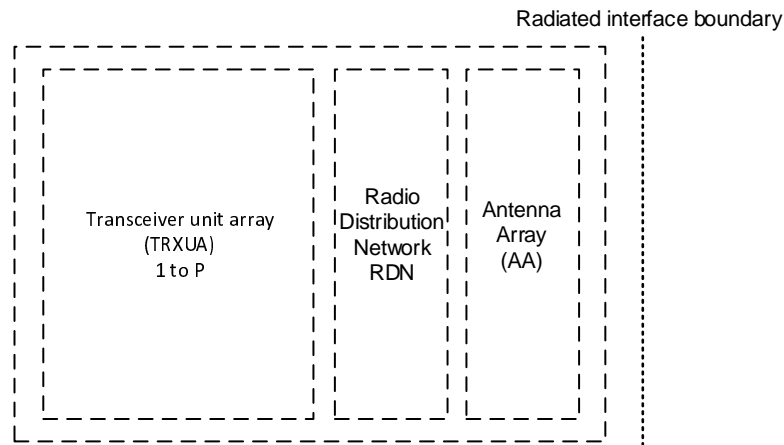 Radiated interface boundary
Transceiver unit array
(TRXUA)
1 to P
Radio
Distribution
Network
RDN
Antenna
Array
(AA)